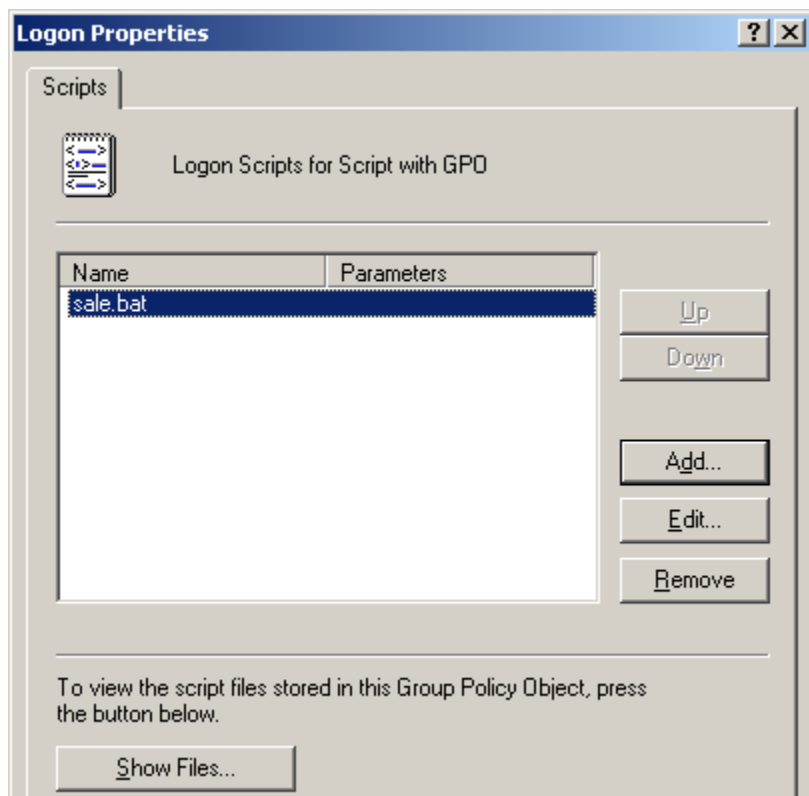 Logon Properties
Scripts
Logon Scripts for Script with GPO
Name Parameters
sale.bat
Up
Down
Add...
Edit...
Remove
To view the script files stored in this Group Policy Object, press
the button below.
Show Files...